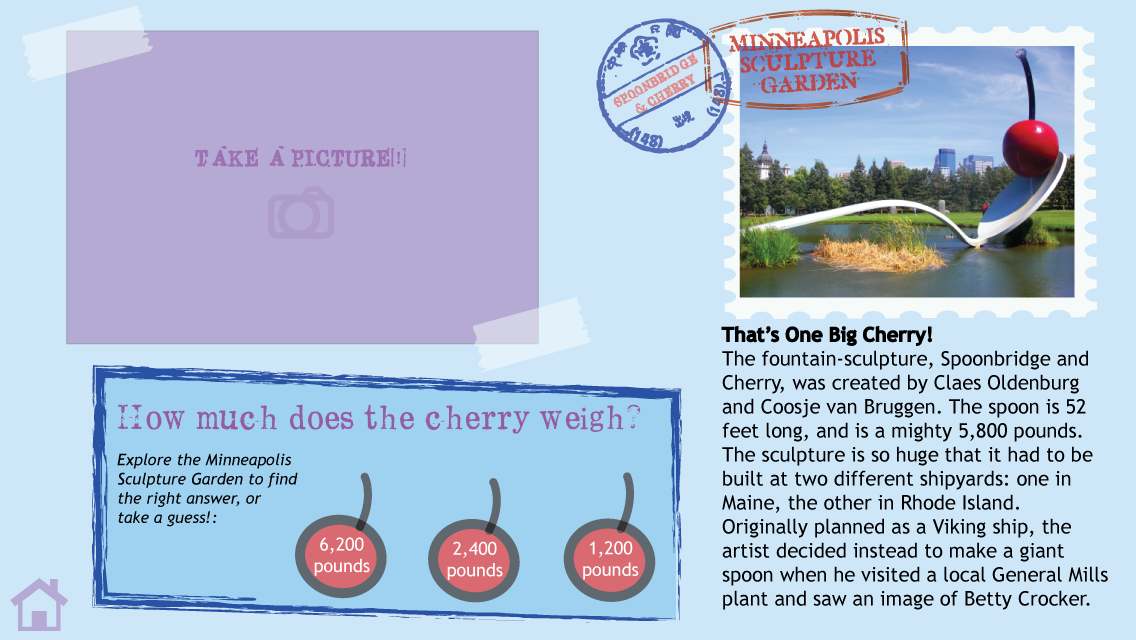 TAKE A PICTURE!
SPOONBRIDGE
& CHERRY
(148)
(148)
MINNEAPOLIS
SCULPTURE
GARDEN
How much does the cherry weigh?
Explore the Minneapolis
Sculpture Garden to find
the right answer, or
take a guess!:
6,200
pounds
2,400
pounds
1,200
pounds
That's One Big Cherry!
The fountain-sculpture, Spoonbridge and
Cherry, was created by Claes Oldenburg
and Coosje van Bruggen. The spoon is 52
feet long, and is a mighty 5,800 pounds.
The sculpture is so huge that it had to be
built at two different shipyards: one in
Maine, the other in Rhode Island.
Originally planned as a Viking ship, the
artist decided instead to make a giant
spoon when he visited a local General Mills
plant and saw an image of Betty Crocker.